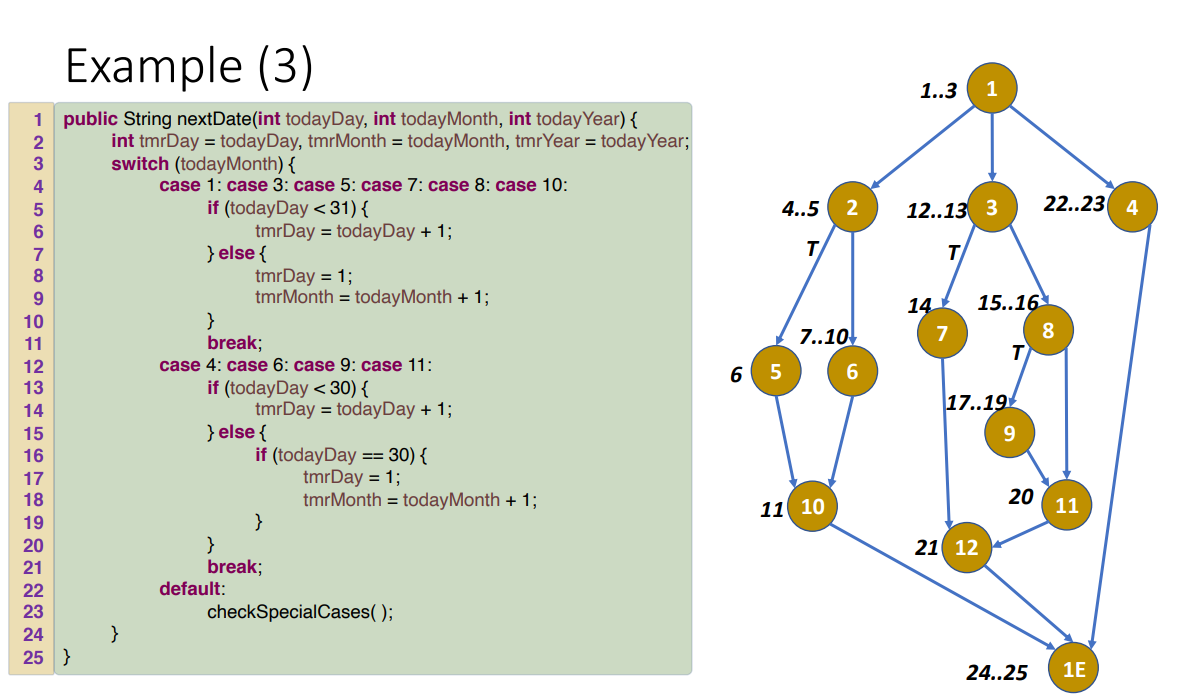 Example (3)
1 public String nextDate(int todayDay, int todayMonth, int todayYear) {
2 int tmrDay = todayDay, tmrMonth = todayMonth, tmrYear = todayYear;
3 switch (todayMonth) {
4 case 1: case 3: case 5: case 7: case 8: case 10:
5 if (todayDay < 31) {
6 tmrDay = todayDay + 1;
7 } else {
8 tmrDay = 1;
9 tmrMonth = todayMonth + 1;
10 }
11 break;
12 case 4: case 6: case 9: case 11:
13 if (todayDay < 30) {
14 tmrDay = todayDay + 1;
15 } else {
16 if (todayDay == 30) {
17 tmrDay = 1;
18 tmrMonth = todayMonth + 1;
19 }
20 }
21 break;
22 default:
23 checkSpecialCases( );
24 }
25 }
1..3 1
4..5 2 12..13 3 22..23 4
T T
14 7 15..16 8
7..10 T
6 5 6
17..19 9
11 10 20 11
21 12
24..25 1E